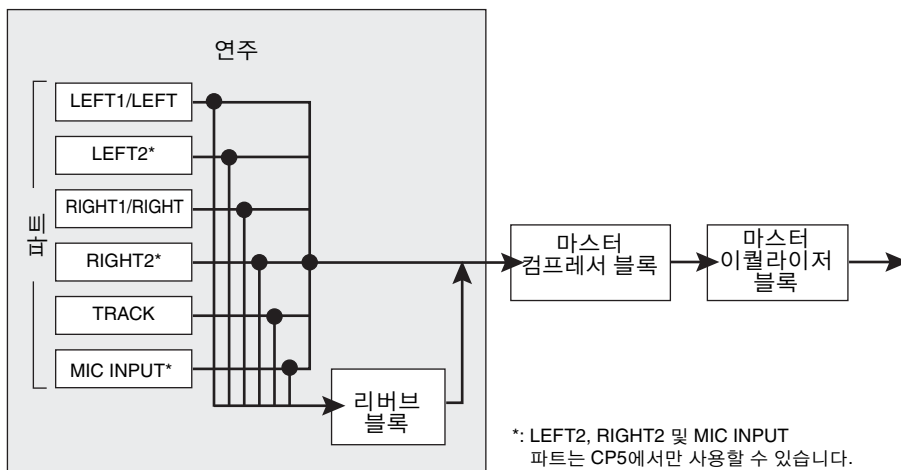 연주
파트
LEFT1/LEFT
LEFT2*
RIGHT1/RIGHT
RIGHT2*
TRACK
MIC INPUT*
리버브
블록
마스터
컴프레서 블록
마스터
이퀄라이저
블록
*: LEFT2, RIGHT2 및 MIC INPUT
파트는 CP5에서만 사용할 수 있습니다.